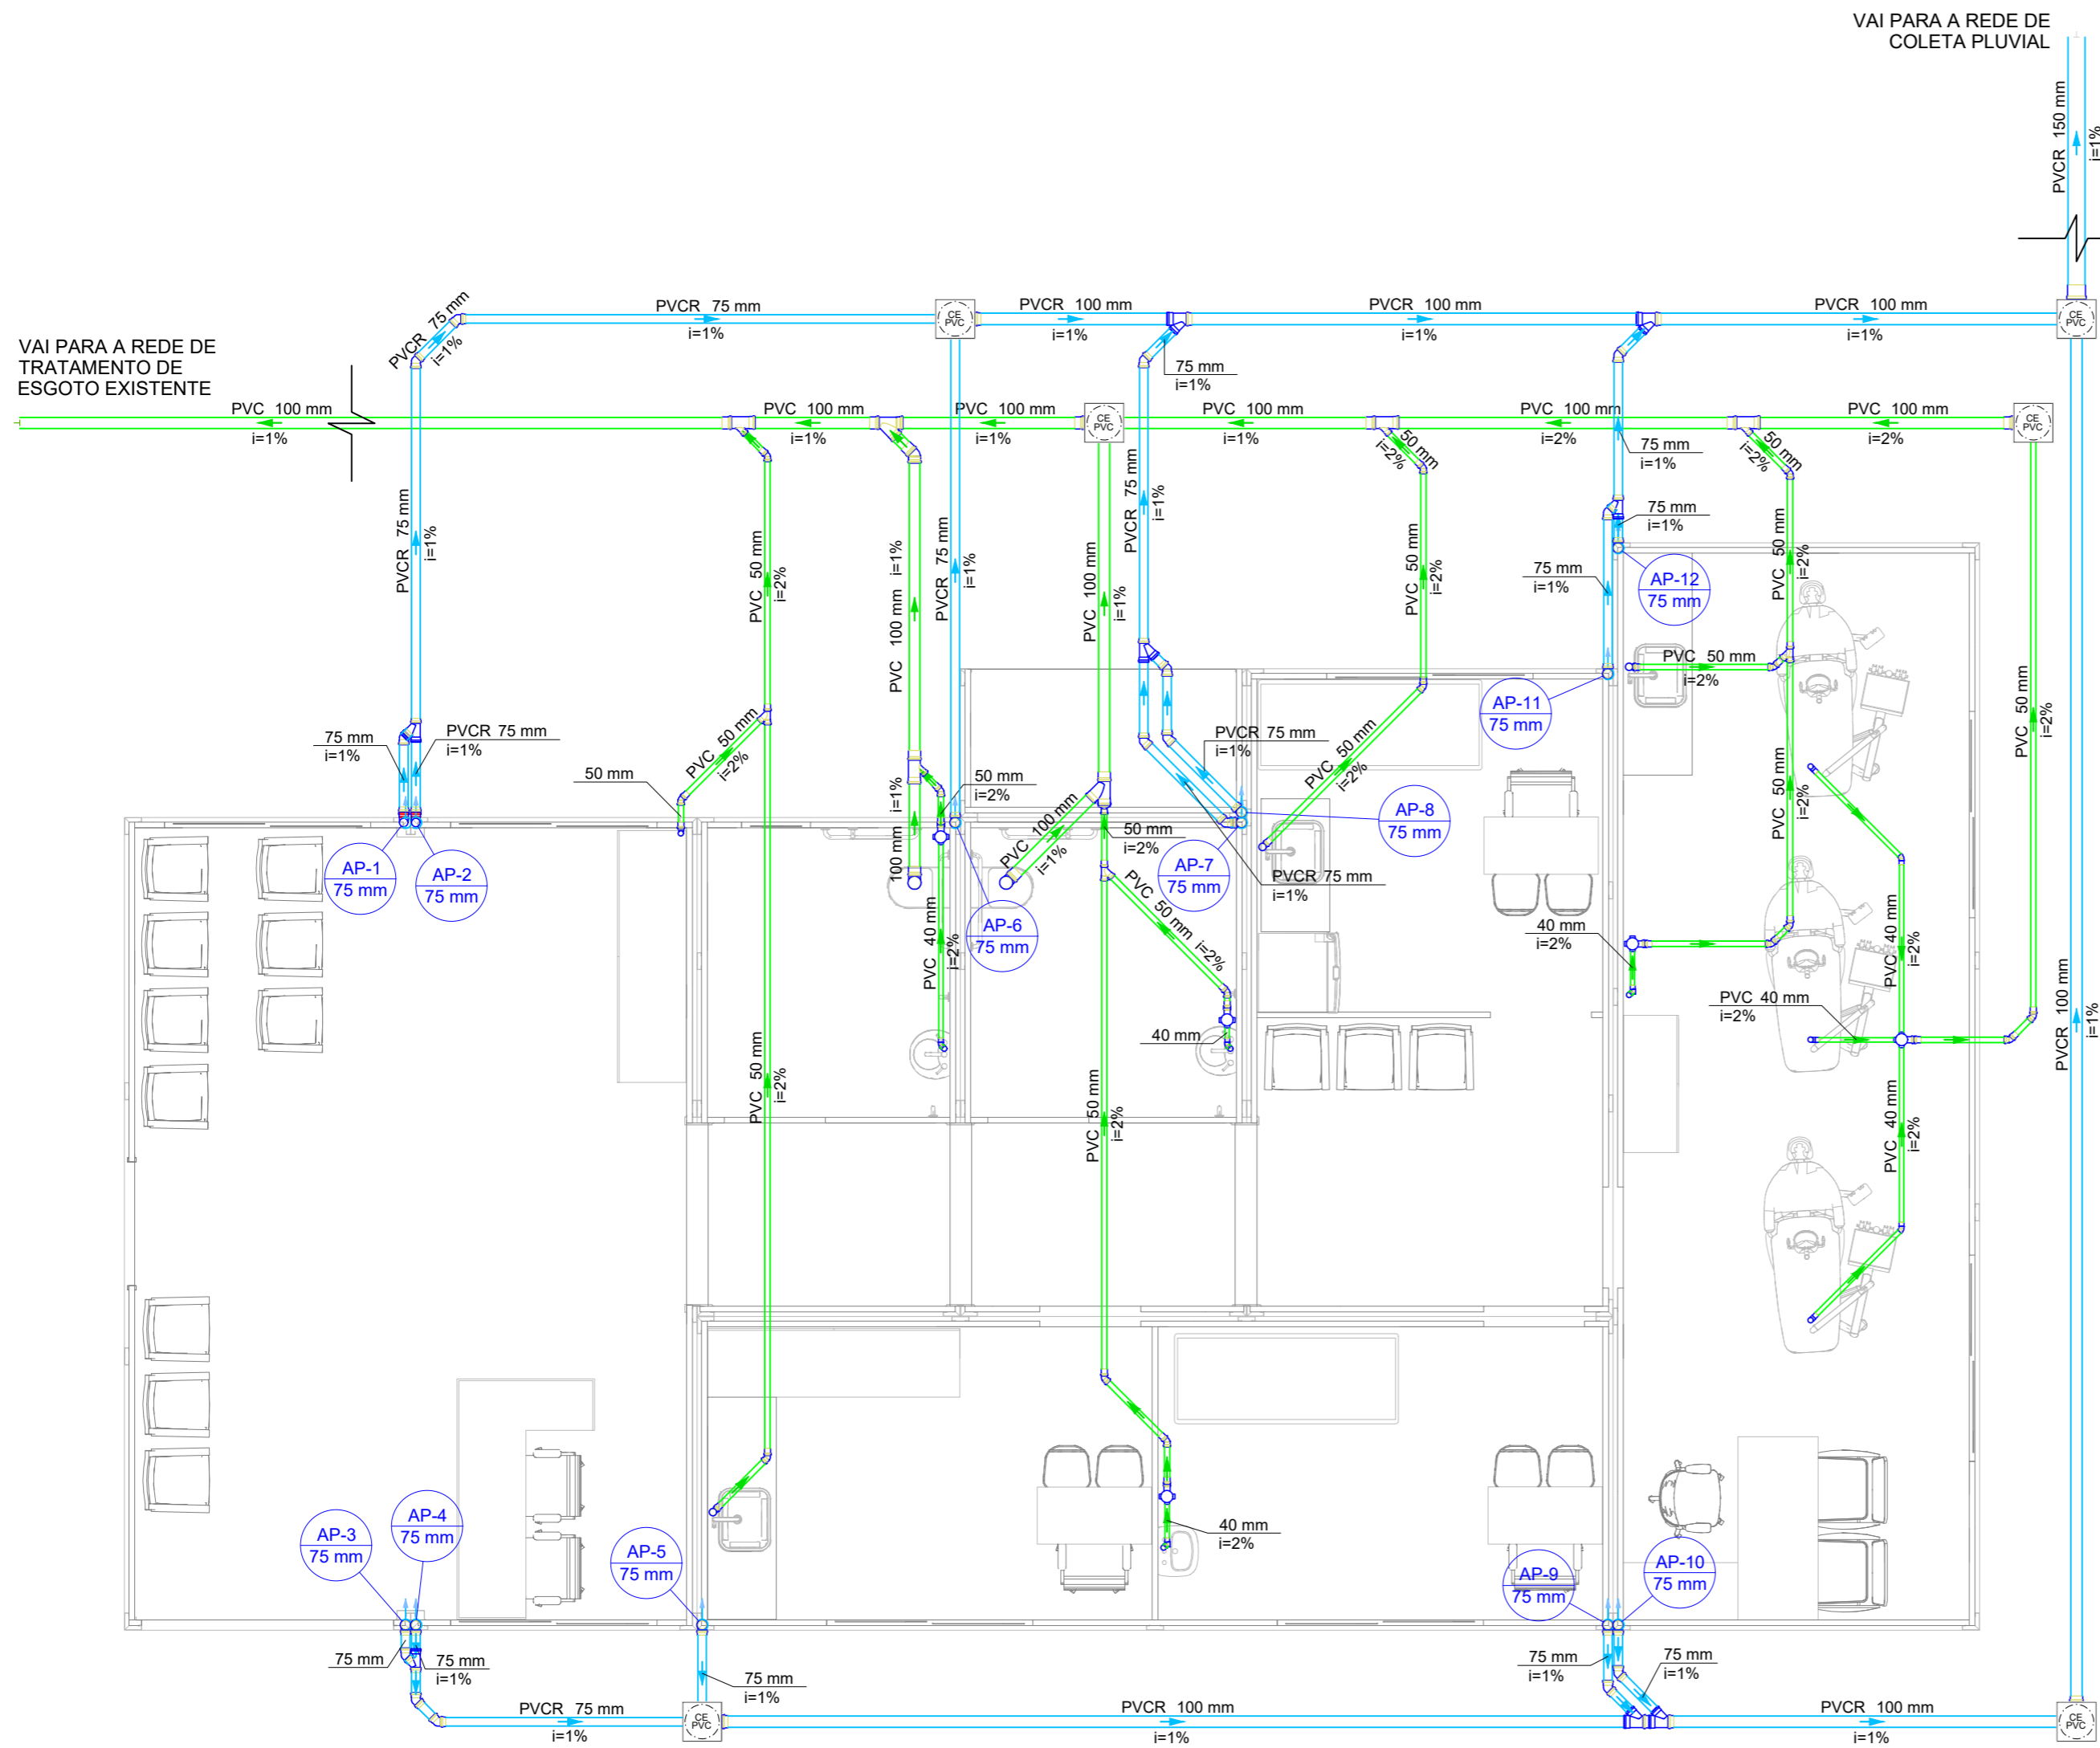 VAI PARA A REDE DE
COLETA PLUVIAL
PVCR 150 mm
i=1%
PVCR 75 mm
i=1%
PVCR 75 mm
i=1%
CE
PVC
PVCR 100 mm
i=1%
PVCR 100 mm
i=1%
PVCR 100 mm
i=1%
CE
PVC
75 mm
i=1%
VAI PARA A REDE DE
TRATAMENTO DE
ESGOTO EXISTENTE
PVC 100 mm
i=1%
PVC 100 mm
i=1%
PVC 100 mm
i=1%
CE
PVC
PVC 100 mm
i=1%
PVC 100 mm
i=2%
PVC 100 mm
i=2%
CE
PVC
50 mm
i=2%
50 mm
i=2%
75 mm
i=1%
75 mm
i=1%
75 mm
i=1%
PVCR 75 mm
i=1%
PVC 50 mm
i=2%
PVC 100 mm i=1%
PVCR 75 mm
i=1%
PVC 100 mm
i=1%
PVCR 75 mm
i=1%
PVC 50 mm
i=2%
PVC 50 mm
i=2%
AP-12
75 mm
PVC 50 mm
i=2%
AP-11
75 mm
PVC 50 mm
i=2%
75 mm
i=1%
PVCR 75 mm
i=1%
50 mm
PVC 50 mm
i=2%
100 mm i=1%
50 mm
i=2%
PVCR 75 mm
i=1%
PVC 50 mm
i=2%
PVC 50 mm
i=2%
AP-8
75 mm
AP-1
75 mm
AP-2
75 mm
PVC 100 mm
i=1%
50 mm
i=2%
AP-7
75 mm
PVCR 75 mm
i=1%
AP-6
75 mm
PVC 40 mm
i=2%
PVC 50 mm i=2%
40 mm
i=2%
PVC 40 mm
i=2%
PVC 40 mm
i=2%
40 mm
PVCR 100 mm
i=1%
PVC 50 mm
i=2%
PVC 50 mm
i=2%
PVC 40 mm
i=2%
AP-3
75 mm
AP-4
75 mm
AP-5
75 mm
40 mm
i=2%
AP-9
75 mm
AP-10
75 mm
75 mm
75 mm
i=1%
75 mm
i=1%
75 mm
i=1%
75 mm
i=1%
PVCR 75 mm
i=1%
CE
PVC
PVCR 100 mm
i=1%
PVCR 100 mm
i=1%
CE
PVC